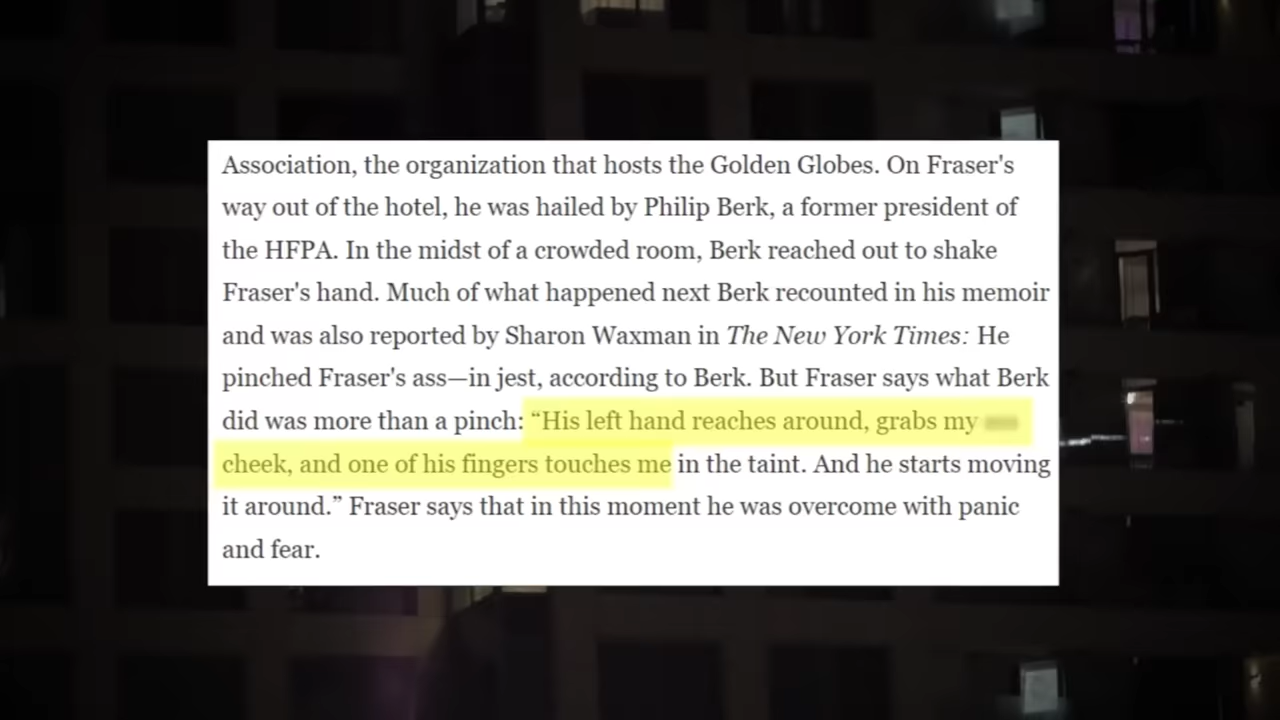 Association, the organization that hosts the Golden Globes. On Fraser's
way out of the hotel, he was hailed by Philip Berk, a former president of
the HFPA. In the midst of a crowded room, Berk reached out to shake
Fraser's hand. Much of what happened next Berk recounted in his memoir
and was also reported by Sharon Waxman in The New York Times: He
pinched Fraser's ass—in jest, according to Berk. But Fraser says what Berk
did was more than a pinch: “His left hand reaches around, grabs my
cheek, and one of his fingers touches me in the taint. And he starts moving
it around.” Fraser says that in this moment he was overcome with panic
and fear.